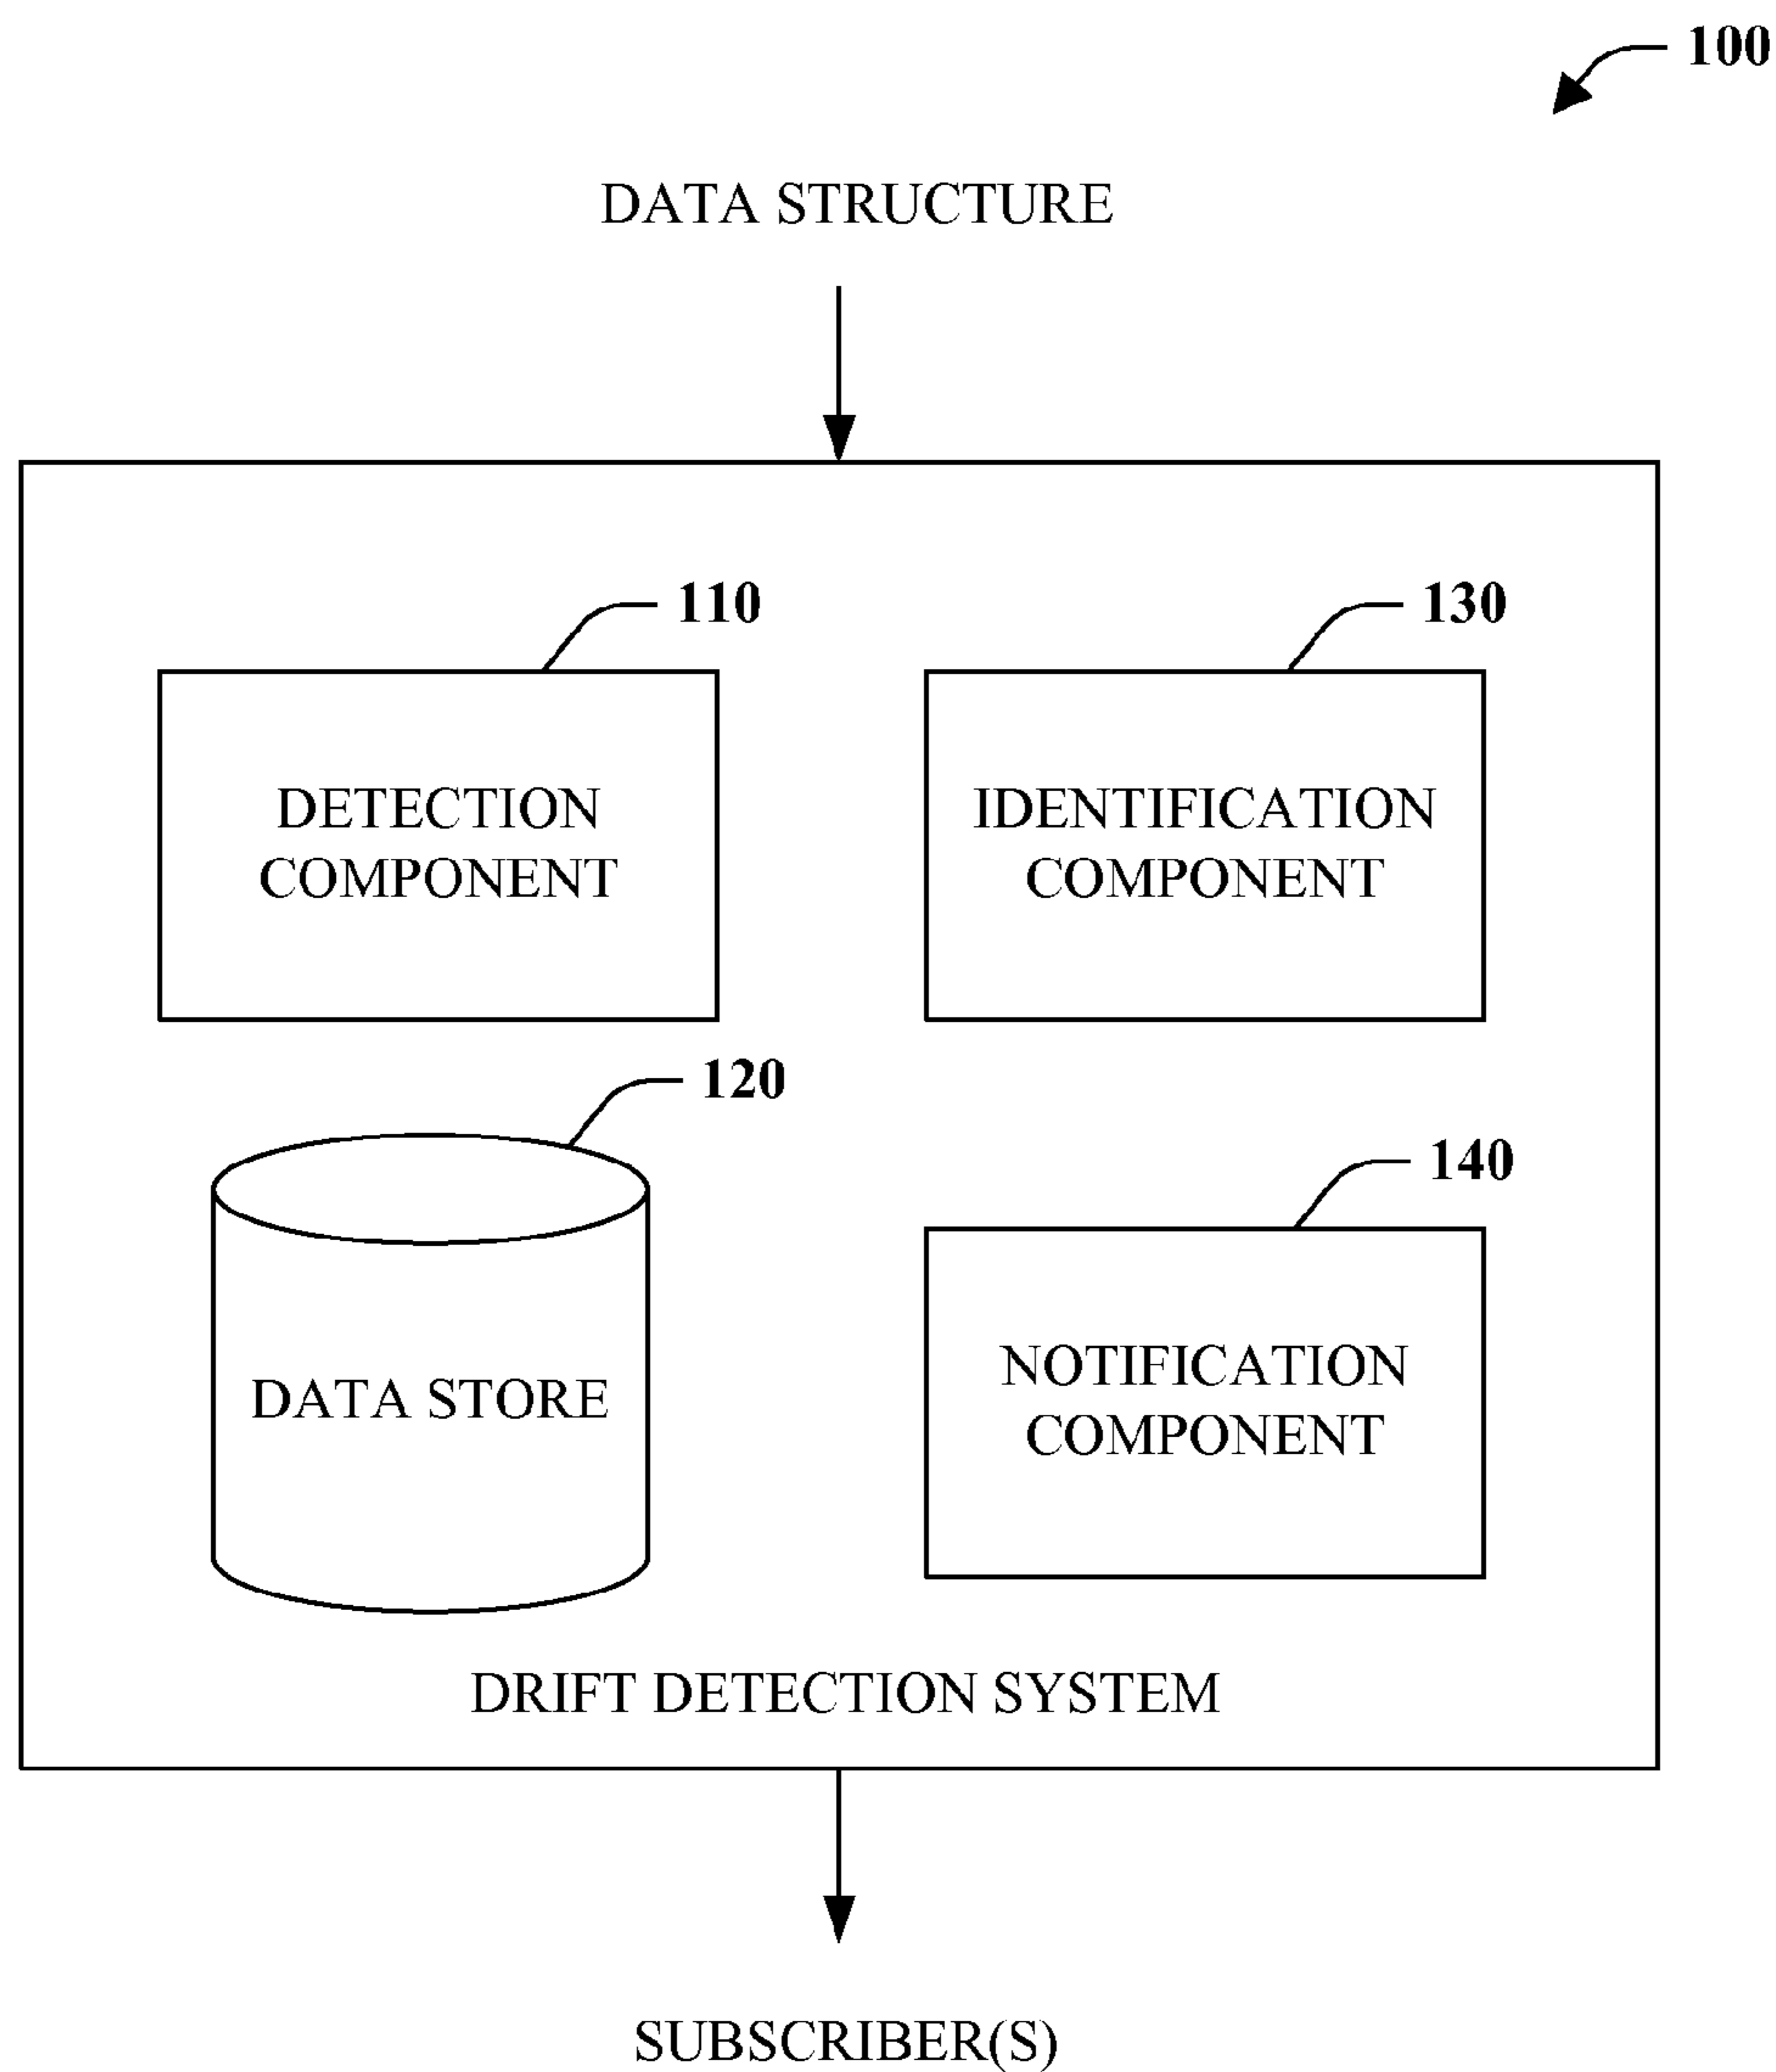 100
DATA STRUCTURE
110
130
DETECTION
COMPONENT
IDENTIFICATION
COMPONENT
120
140
DATA STORE
NOTIFICATION
COMPONENT
DRIFT DETECTION SYSTEM
SUBSCRIBER(S)